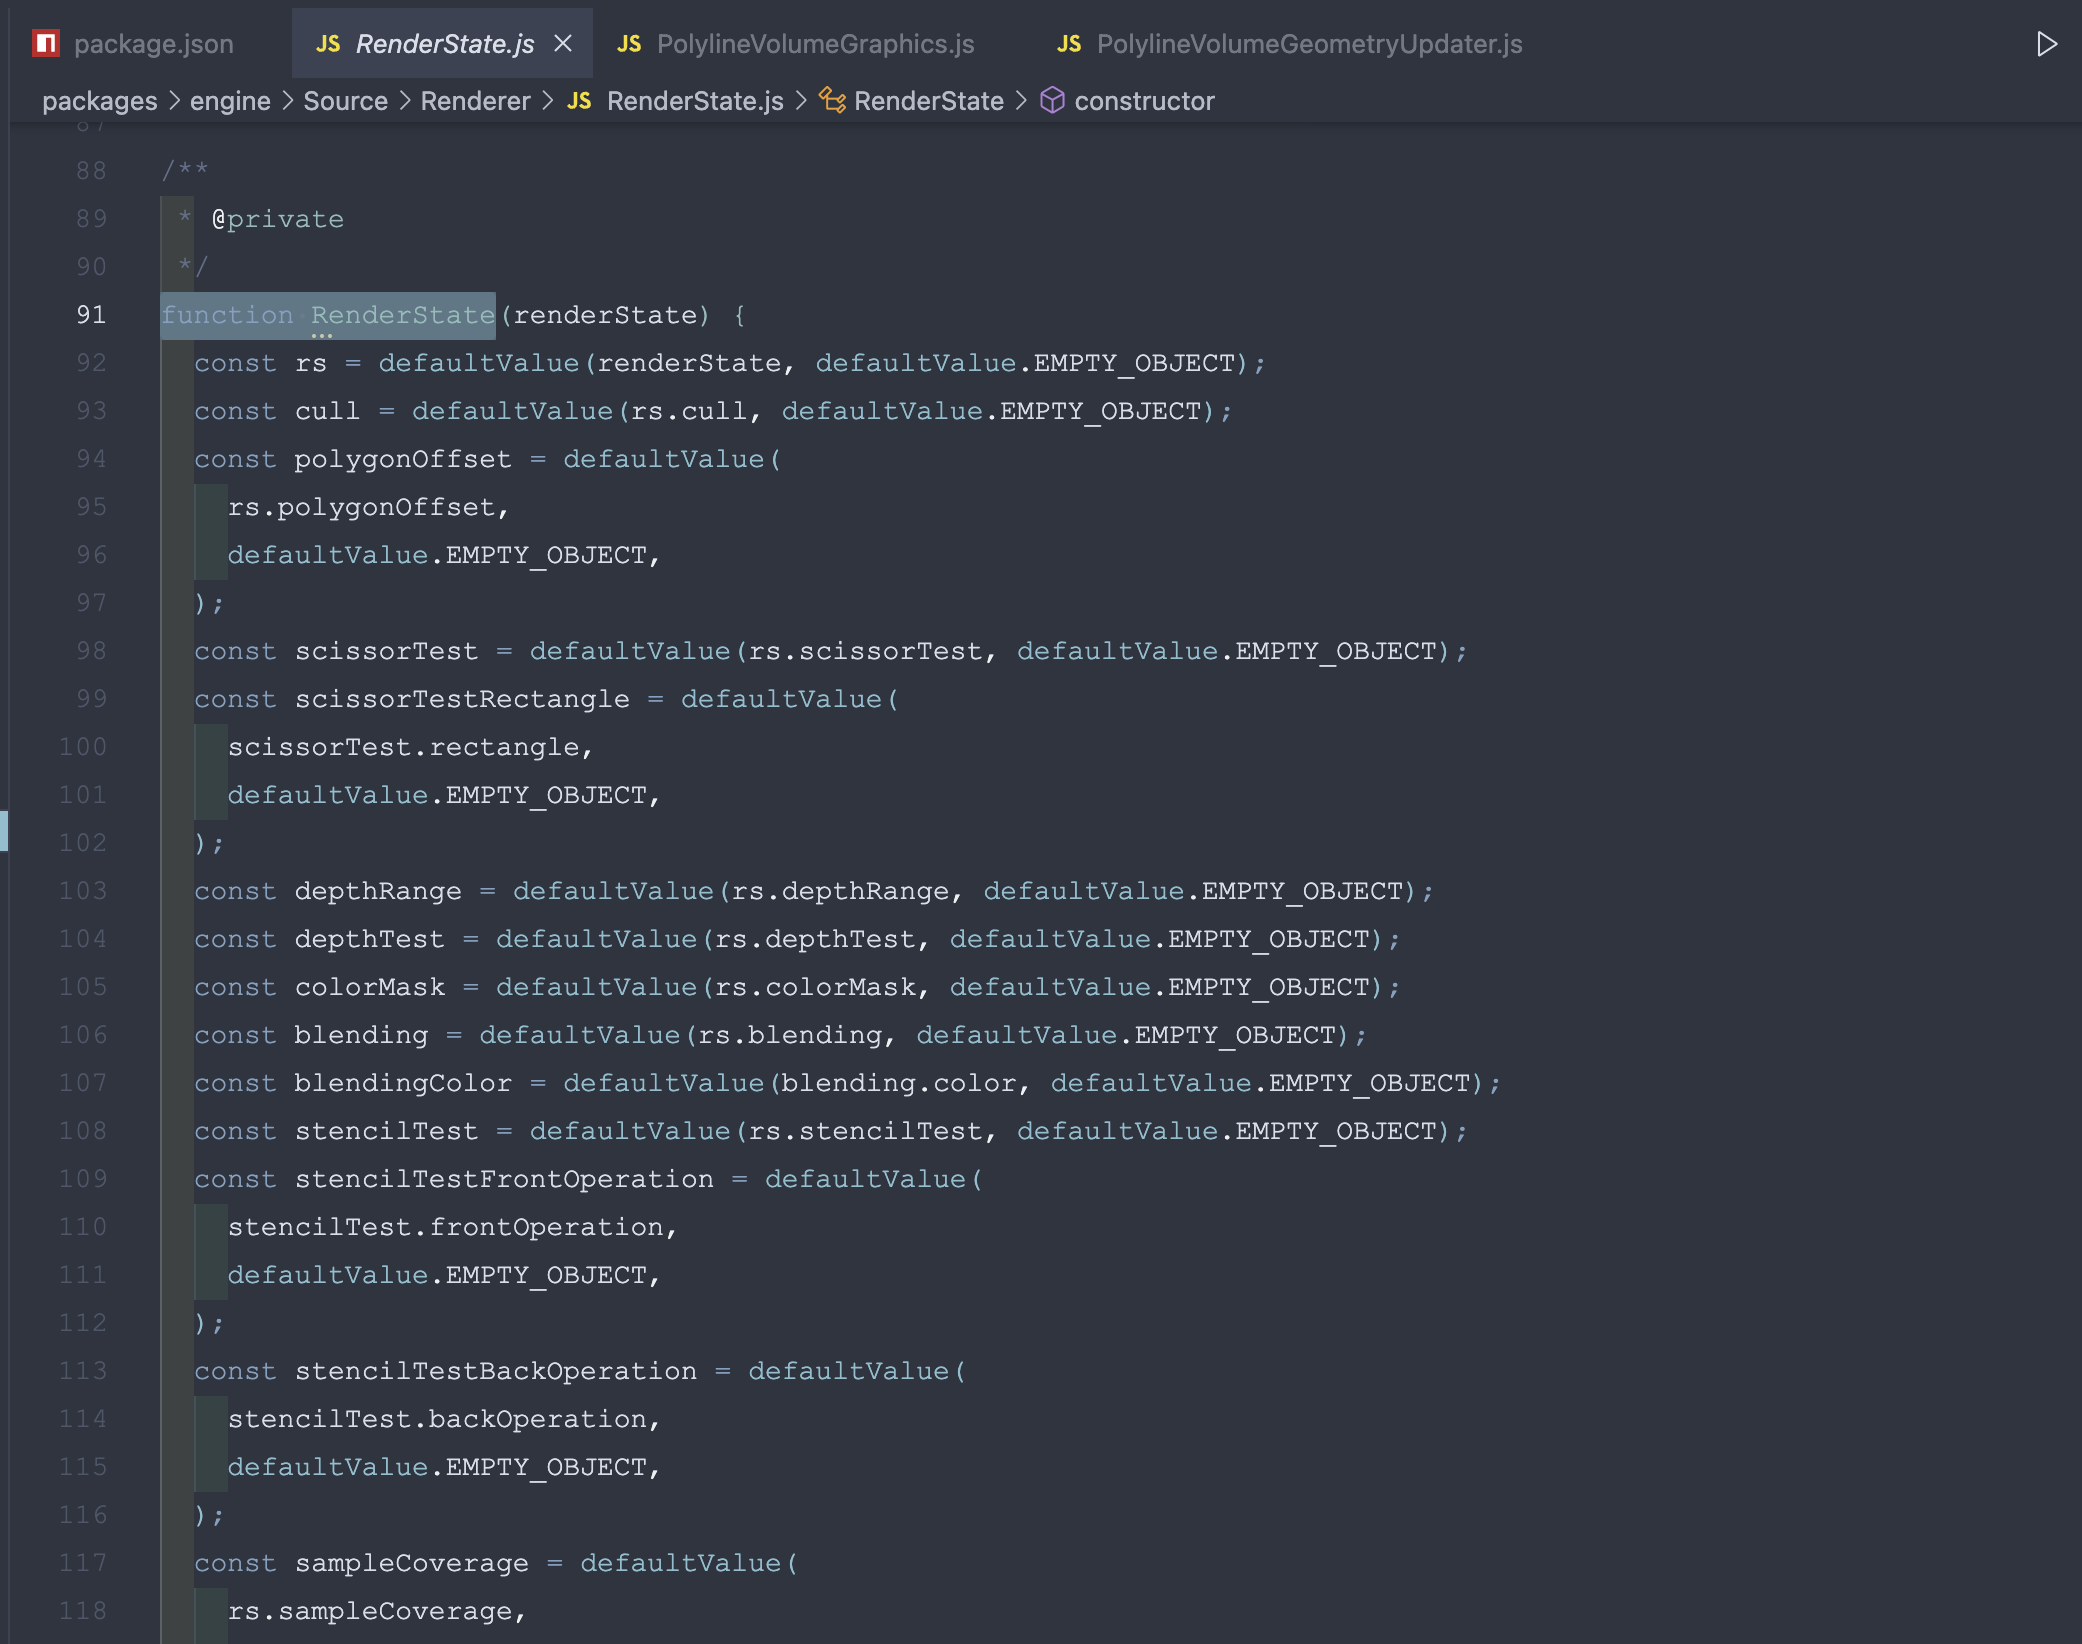 package.json JS RenderState.js JS PolylineVolumeGraphics.js JS PolylineVolumeGeometryUpdater.js
packages > engine > Source > Renderer > JS RenderState.js > RenderState > constructor
87
88 /**
89 * @private
90 */
91 function RenderState(renderState) {
92 const rs = defaultValue(renderState, defaultValue.EMPTY_OBJECT);
93 const cull = defaultValue(rs.cull, defaultValue.EMPTY_OBJECT);
94 const polygonOffset = defaultValue(
95 rs.polygonOffset,
96 defaultValue.EMPTY_OBJECT,
97 );
98 const scissorTest = defaultValue(rs.scissorTest, defaultValue.EMPTY_OBJECT);
99 const scissorTestRectangle = defaultValue(
100 scissorTest.rectangle,
101 defaultValue.EMPTY_OBJECT,
102 );
103 const depthRange = defaultValue(rs.depthRange, defaultValue.EMPTY_OBJECT);
104 const depthTest = defaultValue(rs.depthTest, defaultValue.EMPTY_OBJECT);
105 const colorMask = defaultValue(rs.colorMask, defaultValue.EMPTY_OBJECT);
106 const blending = defaultValue(rs.blending, defaultValue.EMPTY_OBJECT);
107 const blendingColor = defaultValue(blending.color, defaultValue.EMPTY_OBJECT);
108 const stencilTest = defaultValue(rs.stencilTest, defaultValue.EMPTY_OBJECT);
109 const stencilTestFrontOperation = defaultValue(
110 stencilTest.frontOperation,
111 defaultValue.EMPTY_OBJECT,
112 );
113 const stencilTestBackOperation = defaultValue(
114 stencilTest.backOperation,
115 defaultValue.EMPTY_OBJECT,
116 );
117 const sampleCoverage = defaultValue(
118 rs.sampleCoverage,